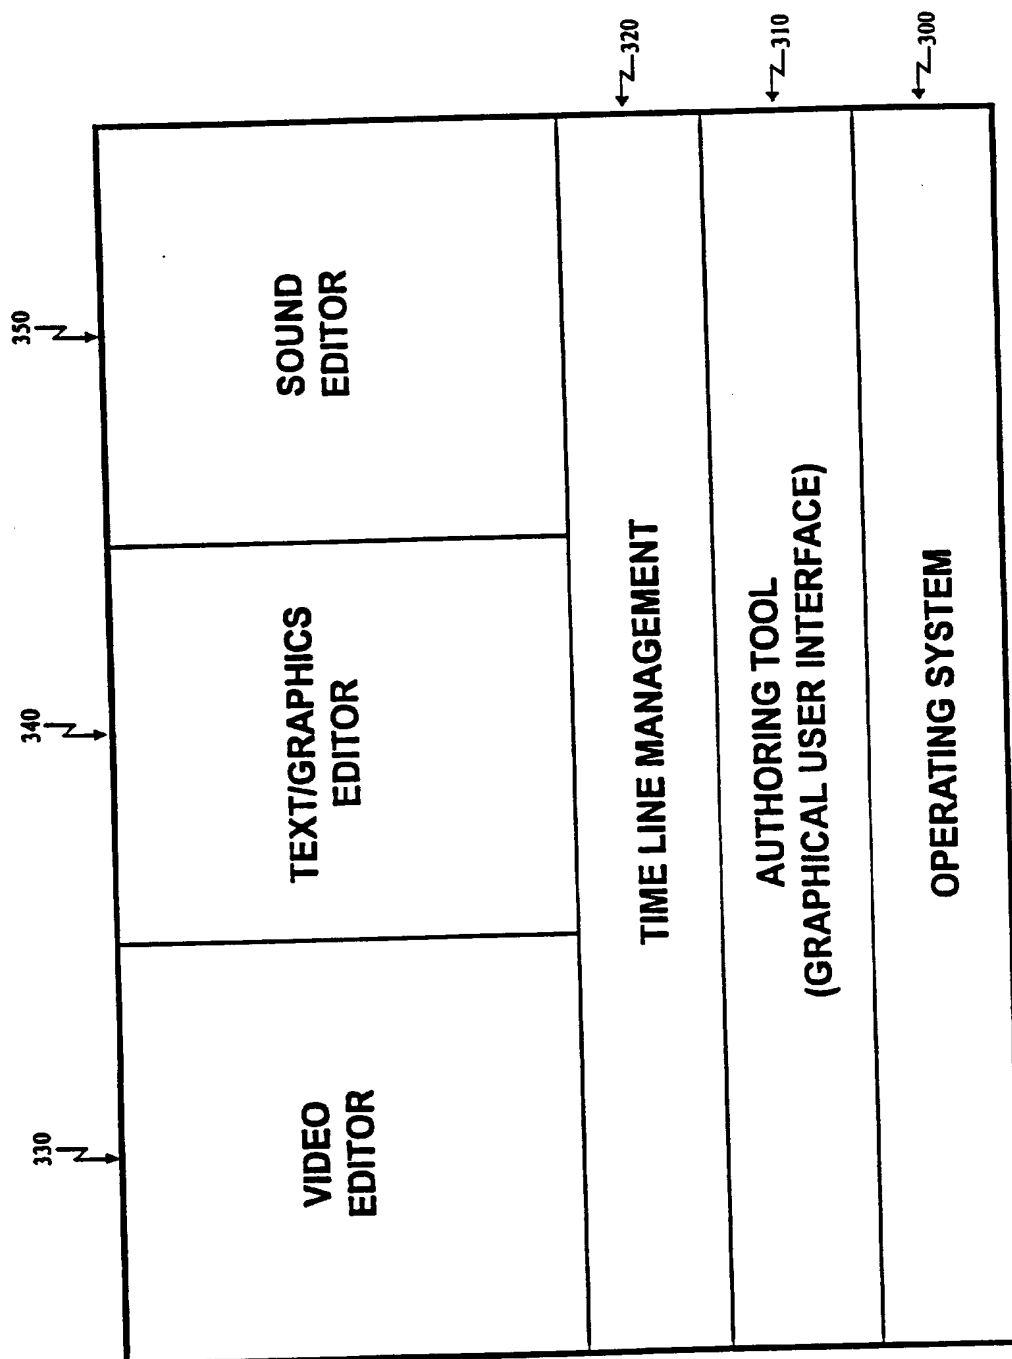 330
340
350
VIDEO
EDITOR
TEXT/GRAPHICS
EDITOR
SOUND
EDITOR
TIME LINE MANAGEMENT
320
AUTHORING TOOL
(GRAPHICAL USER INTERFACE)
310
OPERATING SYSTEM
300